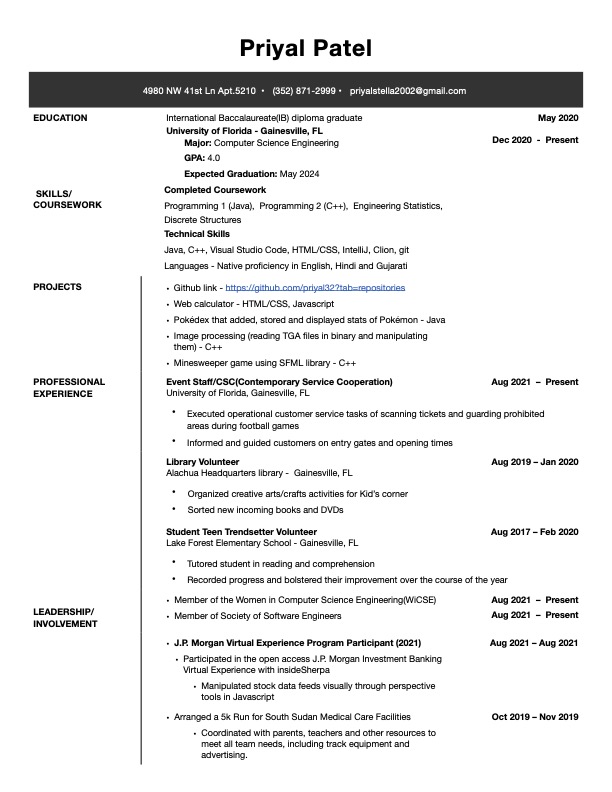 Priyal Patel
4980 NW 41st Ln Apt.5210 • (352) 871-2999 • priyalstella2002@gmail.com
EDUCATION
International Baccalaureate(IB) diploma graduate May 2020
University of Florida - Gainesville, FL
Dec 2020 - Present
Major: Computer Science Engineering
GPA: 4.0
Expected Graduation: May 2024
SKILLS/
COURSEWORK
Completed Coursework
Programming 1 (Java), Programming 2 (C++), Engineering Statistics,
Discrete Structures
Technical Skills
Java, C++, Visual Studio Code, HTML/CSS, IntelliJ, Clion, git
Languages - Native proficiency in English, Hindi and Gujarati
PROJECTS
• Github link - https://github.com/priyal32?tab=repositories
• Web calculator - HTML/CSS, Javascript
• Pokédex that added, stored and displayed stats of Pokémon - Java
• Image processing (reading TGA files in binary and manipulating
them) - C++
• Minesweeper game using SFML library - C++
PROFESSIONAL
EXPERIENCE
Event Staff/CSC(Contemporary Service Cooperation) Aug 2021 – Present
University of Florida, Gainesville, FL
• Executed operational customer service tasks of scanning tickets and guarding prohibited
areas during football games
• Informed and guided customers on entry gates and opening times
Library Volunteer Aug 2019 – Jan 2020
Alachua Headquarters library - Gainesville, FL
• Organized creative arts/crafts activities for Kid's corner
• Sorted new incoming books and DVDs
Student Teen Trendsetter Volunteer Aug 2017 – Feb 2020
Lake Forest Elementary School - Gainesville, FL
• Tutored student in reading and comprehension
• Recorded progress and bolstered their improvement over the course of the year
LEADERSHIP/
INVOLVEMENT
• Member of the Women in Computer Science Engineering(WiCSE) Aug 2021 – Present
• Member of Society of Software Engineers Aug 2021 – Present
• J.P. Morgan Virtual Experience Program Participant (2021) Aug 2021 – Aug 2021
• Participated in the open access J.P. Morgan Investment Banking
Virtual Experience with insideSherpa
• Manipulated stock data feeds visually through perspective
tools in Javascript
• Arranged a 5k Run for South Sudan Medical Care Facilities Oct 2019 – Nov 2019
• Coordinated with parents, teachers and other resources to
meet all team needs, including track equipment and
advertising.